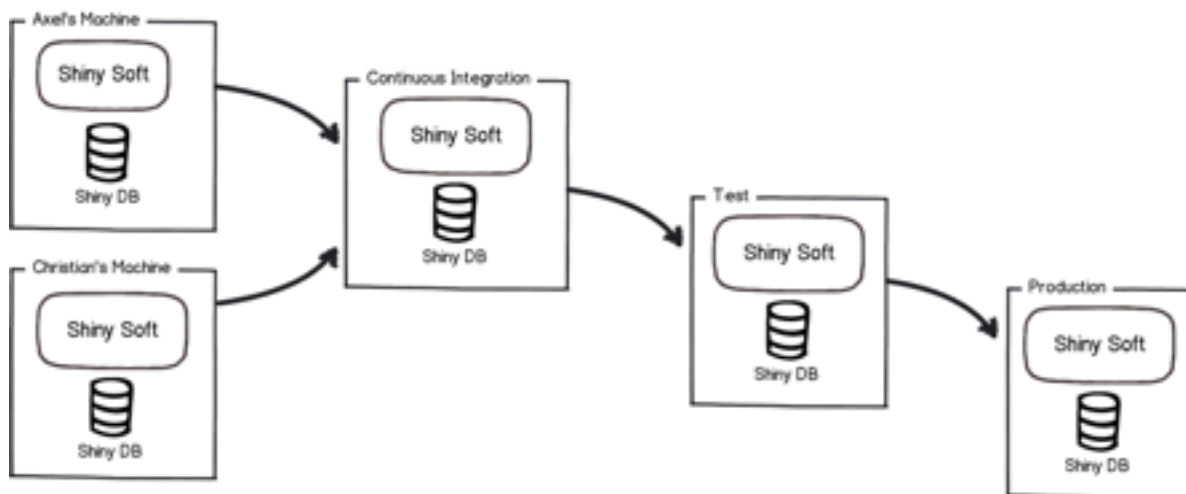 Axel's Machine
Shiny Soft
Shiny DB
Christian's Machine
Shiny Soft
Shiny DB
Continuous Integration
Shiny Soft
Shiny DB
Test
Shiny Soft
Shiny DB
Production
Shiny Soft
Shiny DB